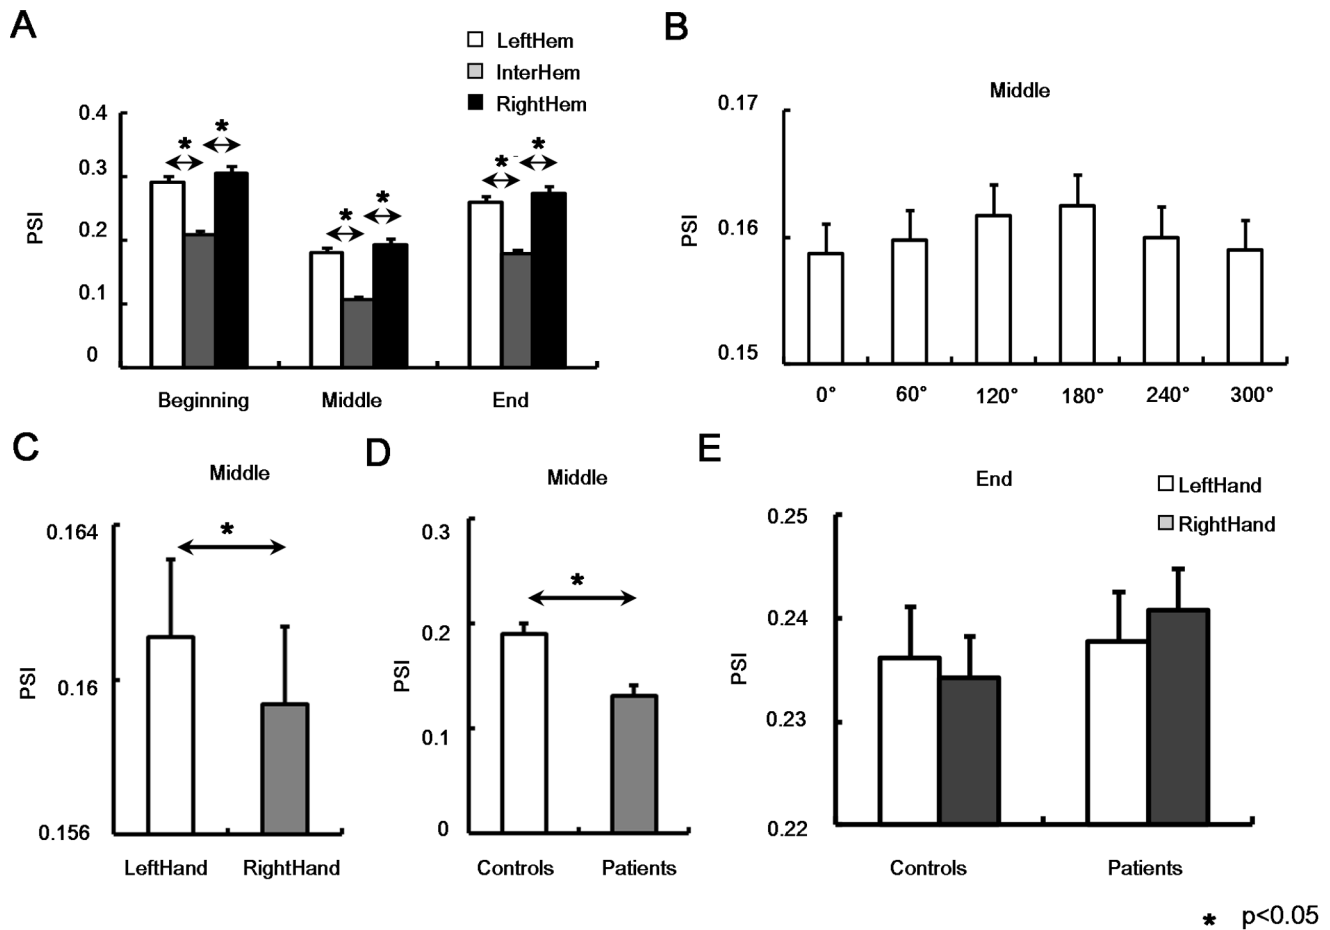 A
LeftHem
InterHem
RightHem
PSI
0.4
0.3
0.2
0.1
0
* * * * * *
Beginning Middle End
B
Middle
PSI
0.17
0.16
0.15
0° 60° 120° 180° 240° 300°
C
Middle
PSI
0.164
0.16
0.156
*
LeftHand RightHand
D
Middle
PSI
0.3
0.2
0.1
0
*
Controls Patients
E
End
LeftHand
RightHand
PSI
0.25
0.24
0.23
0.22
Controls Patients
* p<0.05